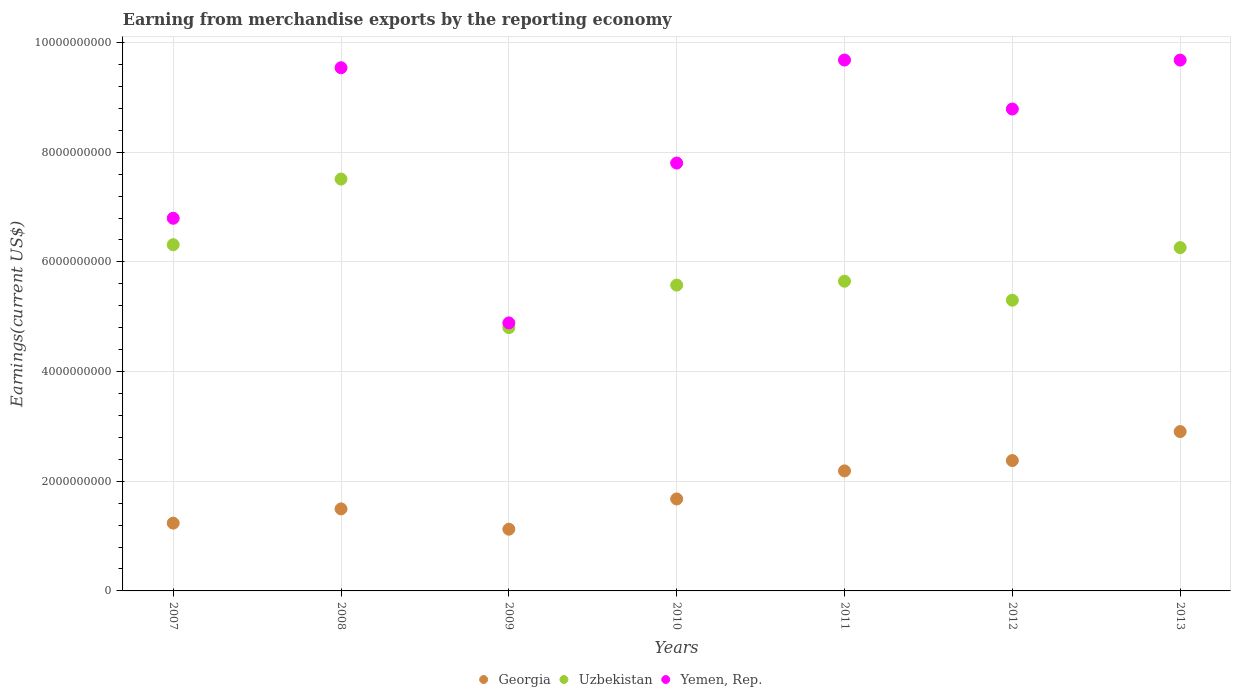 Earning from merchandise exports by the reporting economy
Earnings(current US$)
10000000000
8000000000
6000000000
4000000000
2000000000
0
2007
2008
2009
2010
2011
2012
2013
Years
Georgia
Uzbekistan
Yemen, Rep.